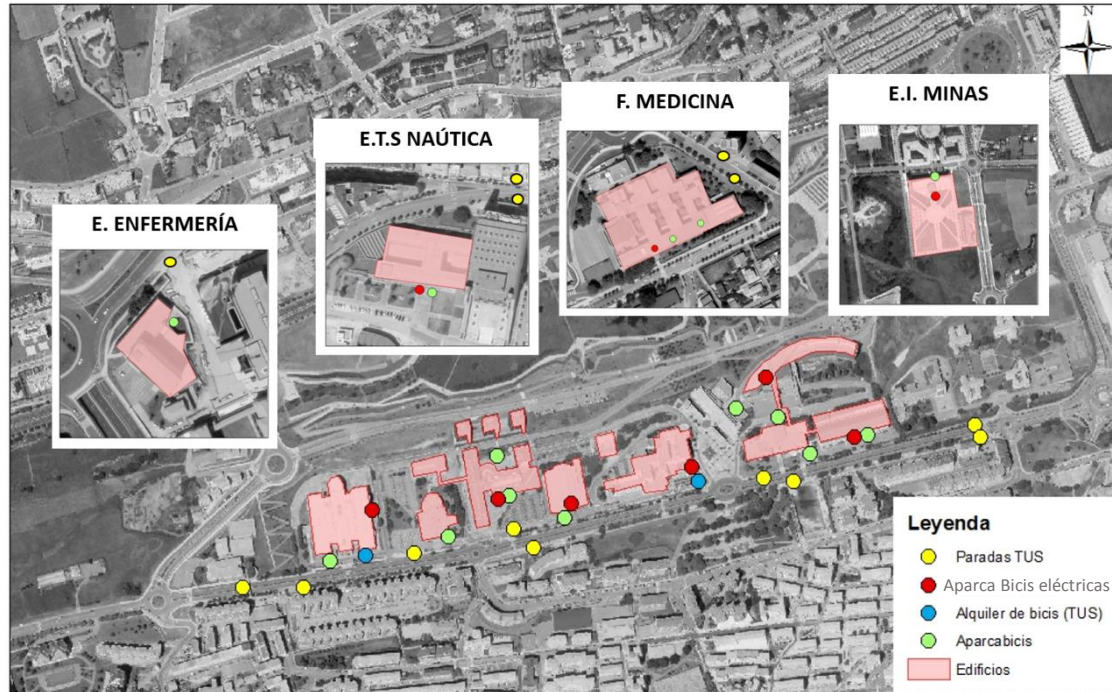 N
E.I. MINAS
F. MEDICINA
E.T.S NAÚTICA
E. ENFERMERÍA
Leyenda
Paradas TUS
Aparca Bicis eléctricas
Alquiler de bicis (TUS)
Aparcabicis
Edificios